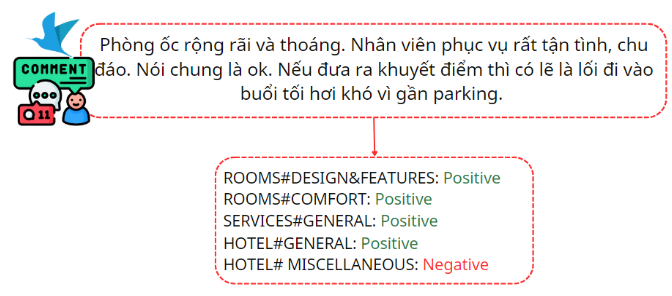 Phòng ốc rộng rãi và thoáng. Nhân viên phục vụ rất tận tình, chu
đáo. Nói chung là ok. Nếu đưa ra khuyết điểm thì có lẽ là lối đi vào
buổi tối hơi khó vì gần parking.
COMMENT
11
ROOMS#DESIGN&FEATURES: Positive
ROOMS#COMFORT: Positive
SERVICES#GENERAL: Positive
HOTEL#GENERAL: Positive
HOTEL# MISCELLANEOUS: Negative